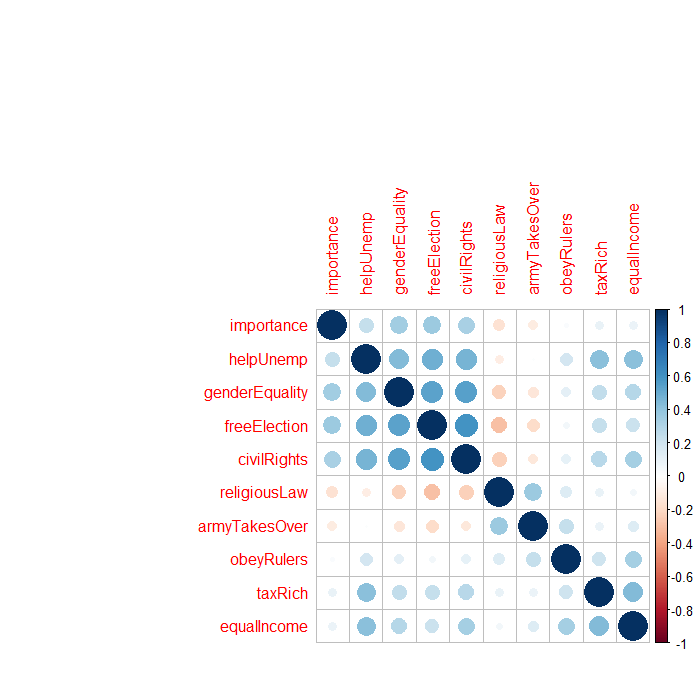 importance
helpUnemp
genderEquality
freeElection
civilRights
religiousLaw
armyTakesOver
obeyRulers
taxRich
equalIncome
importance
helpUnemp
genderEquality
freeElection
civilRights
religiousLaw
armyTakesOver
obeyRulers
taxRich
equalIncome
1
0.8
0.6
0.4
0.2
0
-0.2
-0.4
-0.6
-0.8
-1